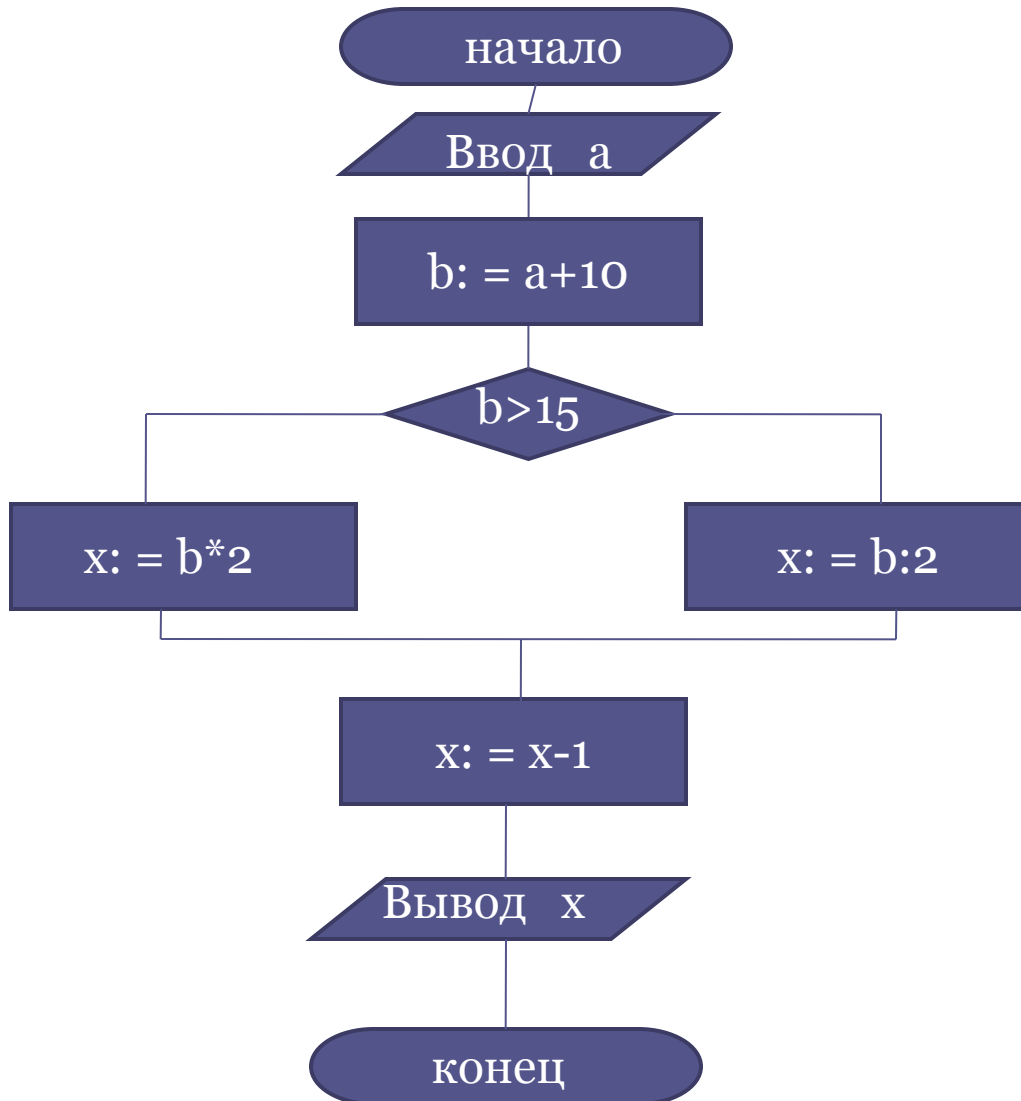 начало
Ввод a
b: = a+10
b>15
x: = b*2
x: = b:2
x: = x-1
Вывод x
конец